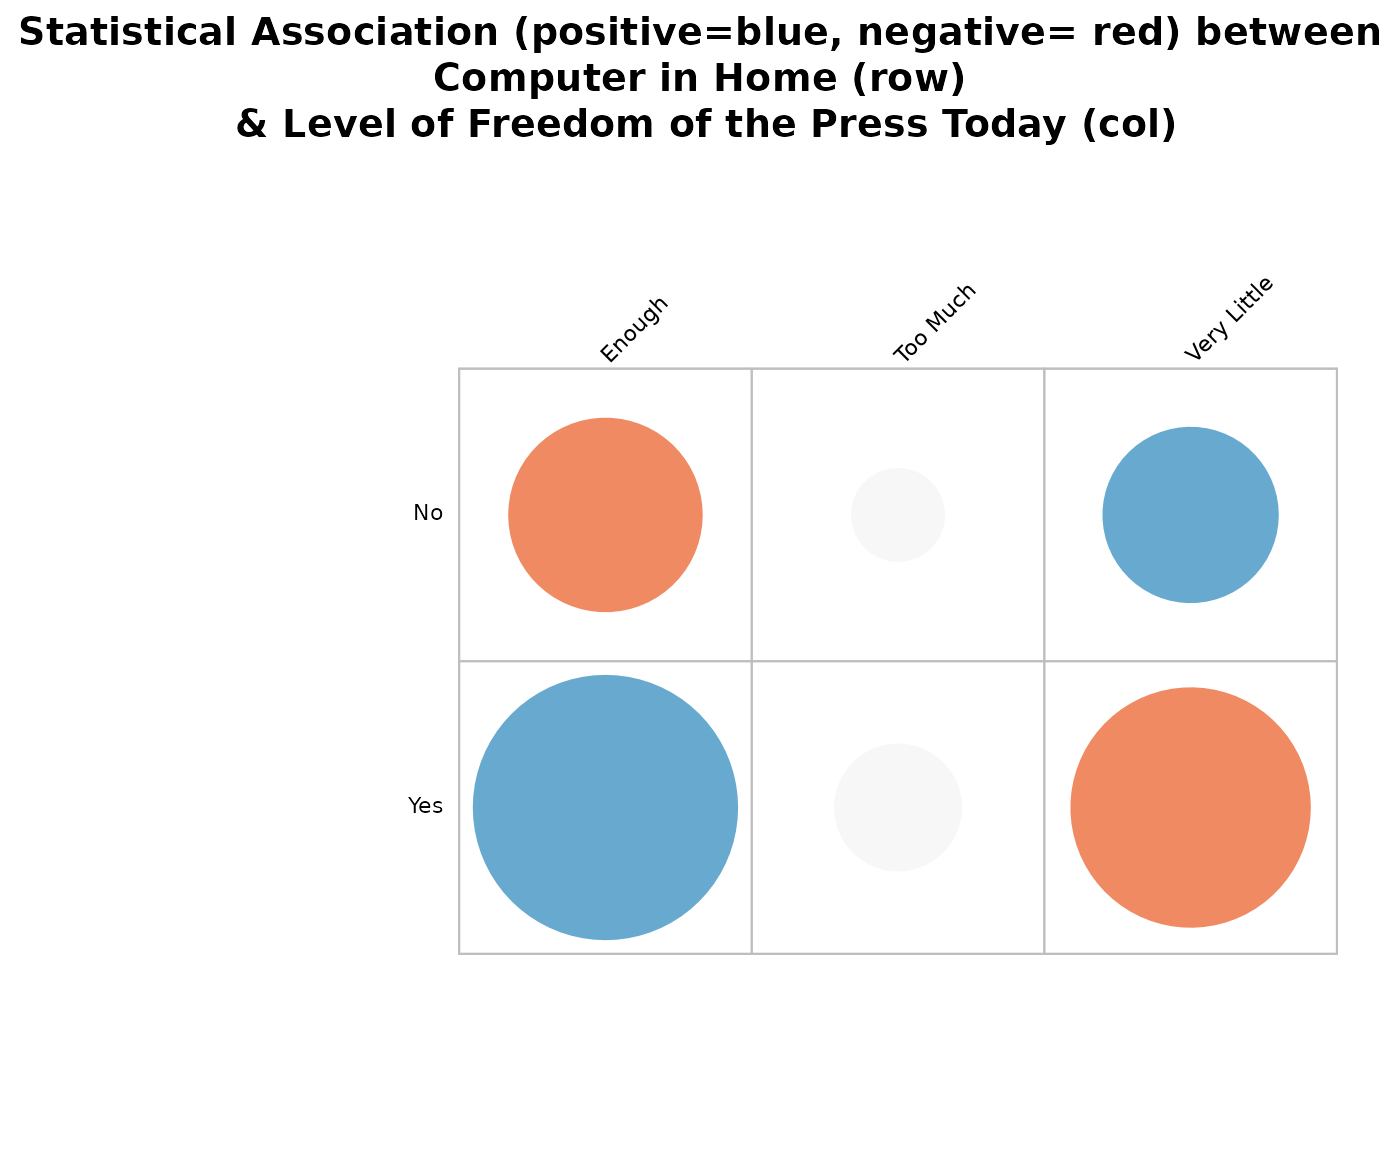 Statistical Association (positive=blue, negative= red) between
Computer in Home (row)
& Level of Freedom of the Press Today (col)
Enough
Too Much
Very Little
No
Yes